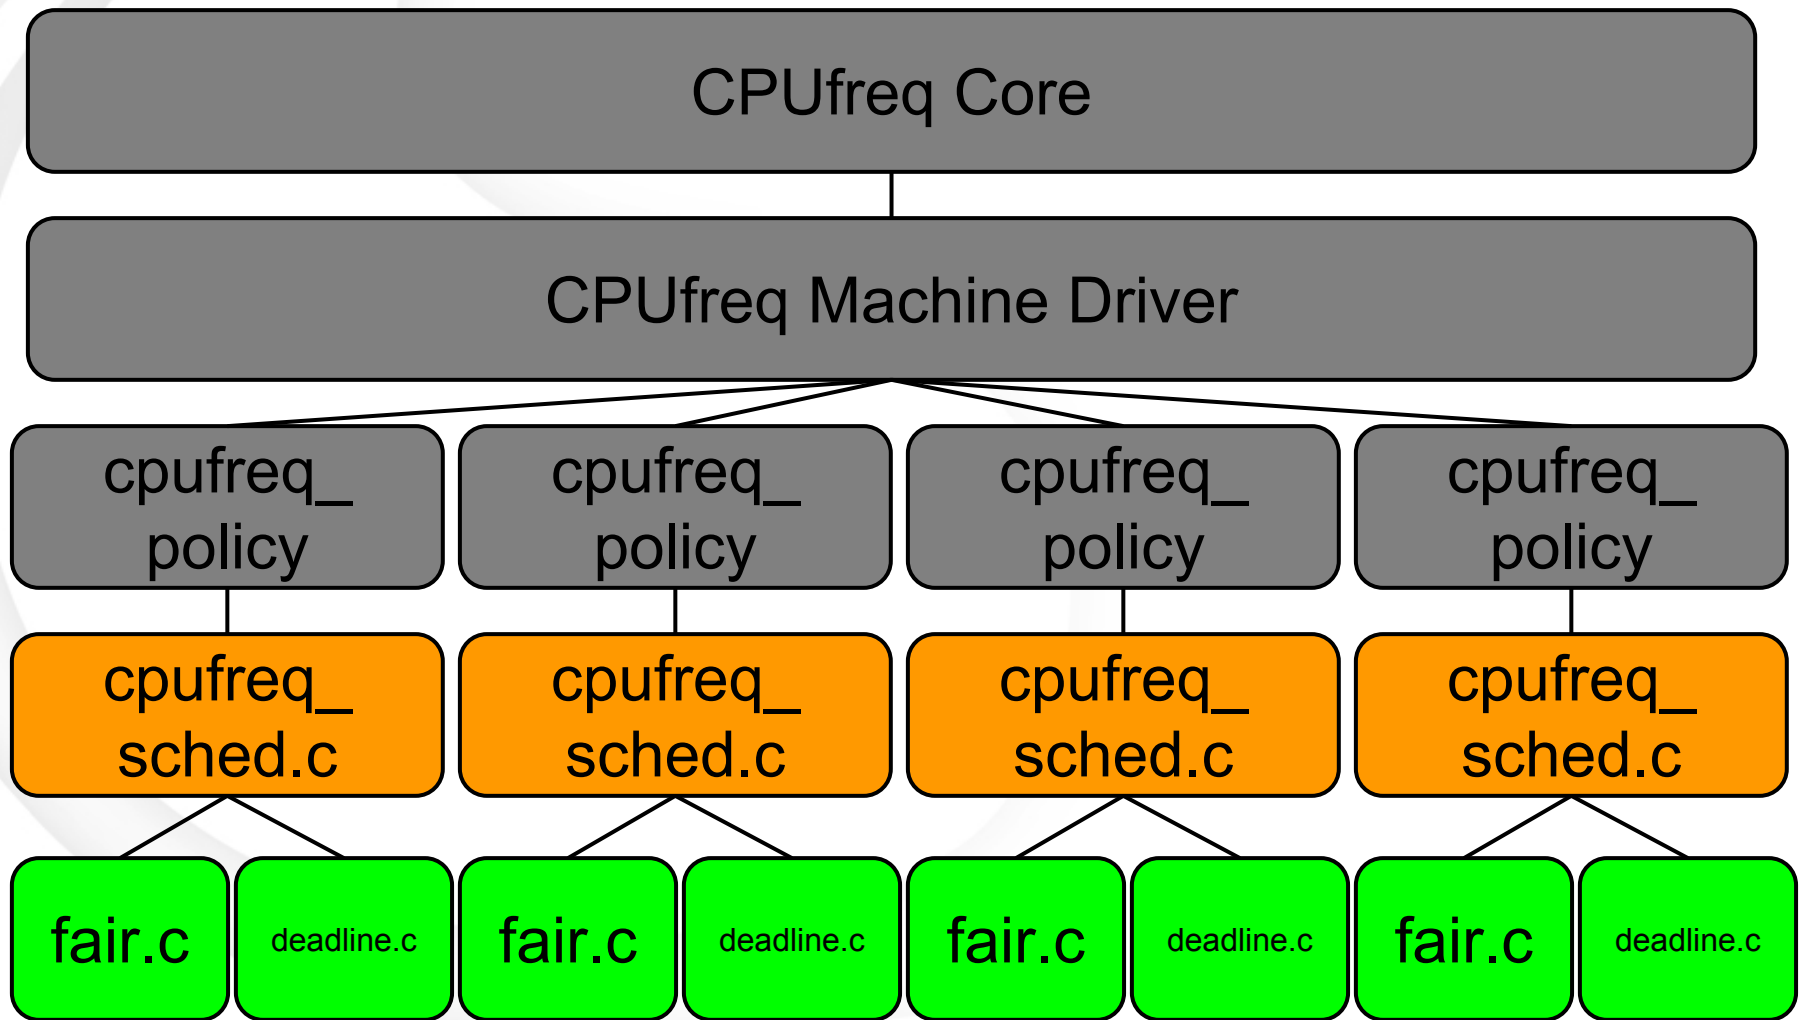 CPUfreq Core
CPUfreq Machine Driver
cpufreq_
policy
cpufreq_
policy
cpufreq_
policy
cpufreq_
policy
cpufreq_
sched.c
cpufreq_
sched.c
cpufreq_
sched.c
cpufreq_
sched.c
fair.c
deadline.c
fair.c
deadline.c
fair.c
deadline.c
fair.c
deadline.c